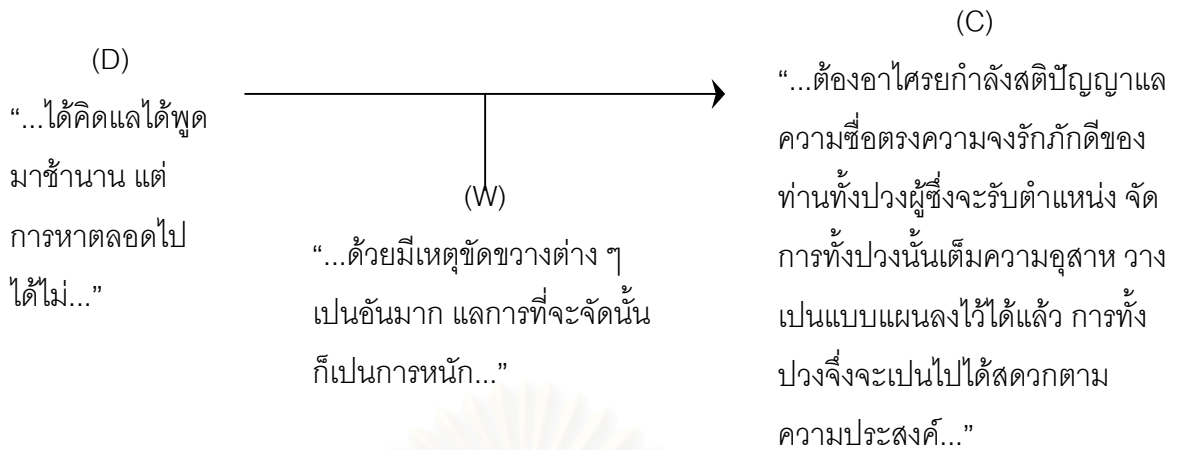 (D)
“...ได้คิดแลได้พูด
มาช้านาน แต่
การหาตลอดไป
ได้ไม่...”
(W)
“...ด้วยมีเหตุขัดขวางต่าง ๆ
เปนอันมาก แลการที่จะจัดนั้น
ก็เปนการหนัก...”
(C)
“...ต้องอาไศรยกำลังสติปัญญาแล
ความซื่อตรงความจงรักภักดีของ
ท่านทั้งปวงผู้ซึ่งจะรับตำแหน่ง จัด
การทั้งปวงนั้นเต็มความอุสาห วาง
เปนแบบแผนลงไว้ได้แล้ว การทั้ง
ปวงจึ่งจะเปนไปได้สดวกตาม
ความประสงค์...”